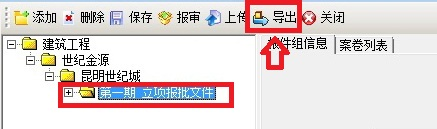 添加 删除 保存 报审 上传 导出 关闭
建筑工程 案件组信息 案卷列表
世纪金源
昆明世纪城
第一期 立项报批文件